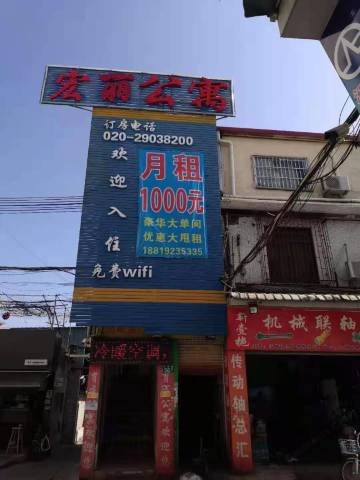 宏丽公寓
订房电话
020-29038200
欢迎入住
月租
1000元
豪华大单间
优惠大甩租
18819235335
免费wifi
冷暖空调,
机械联轴
传动轴总汇